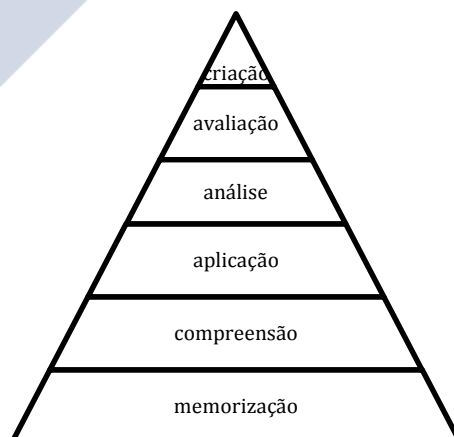 criação
avaliação
análise
aplicação
compreensão
memorização